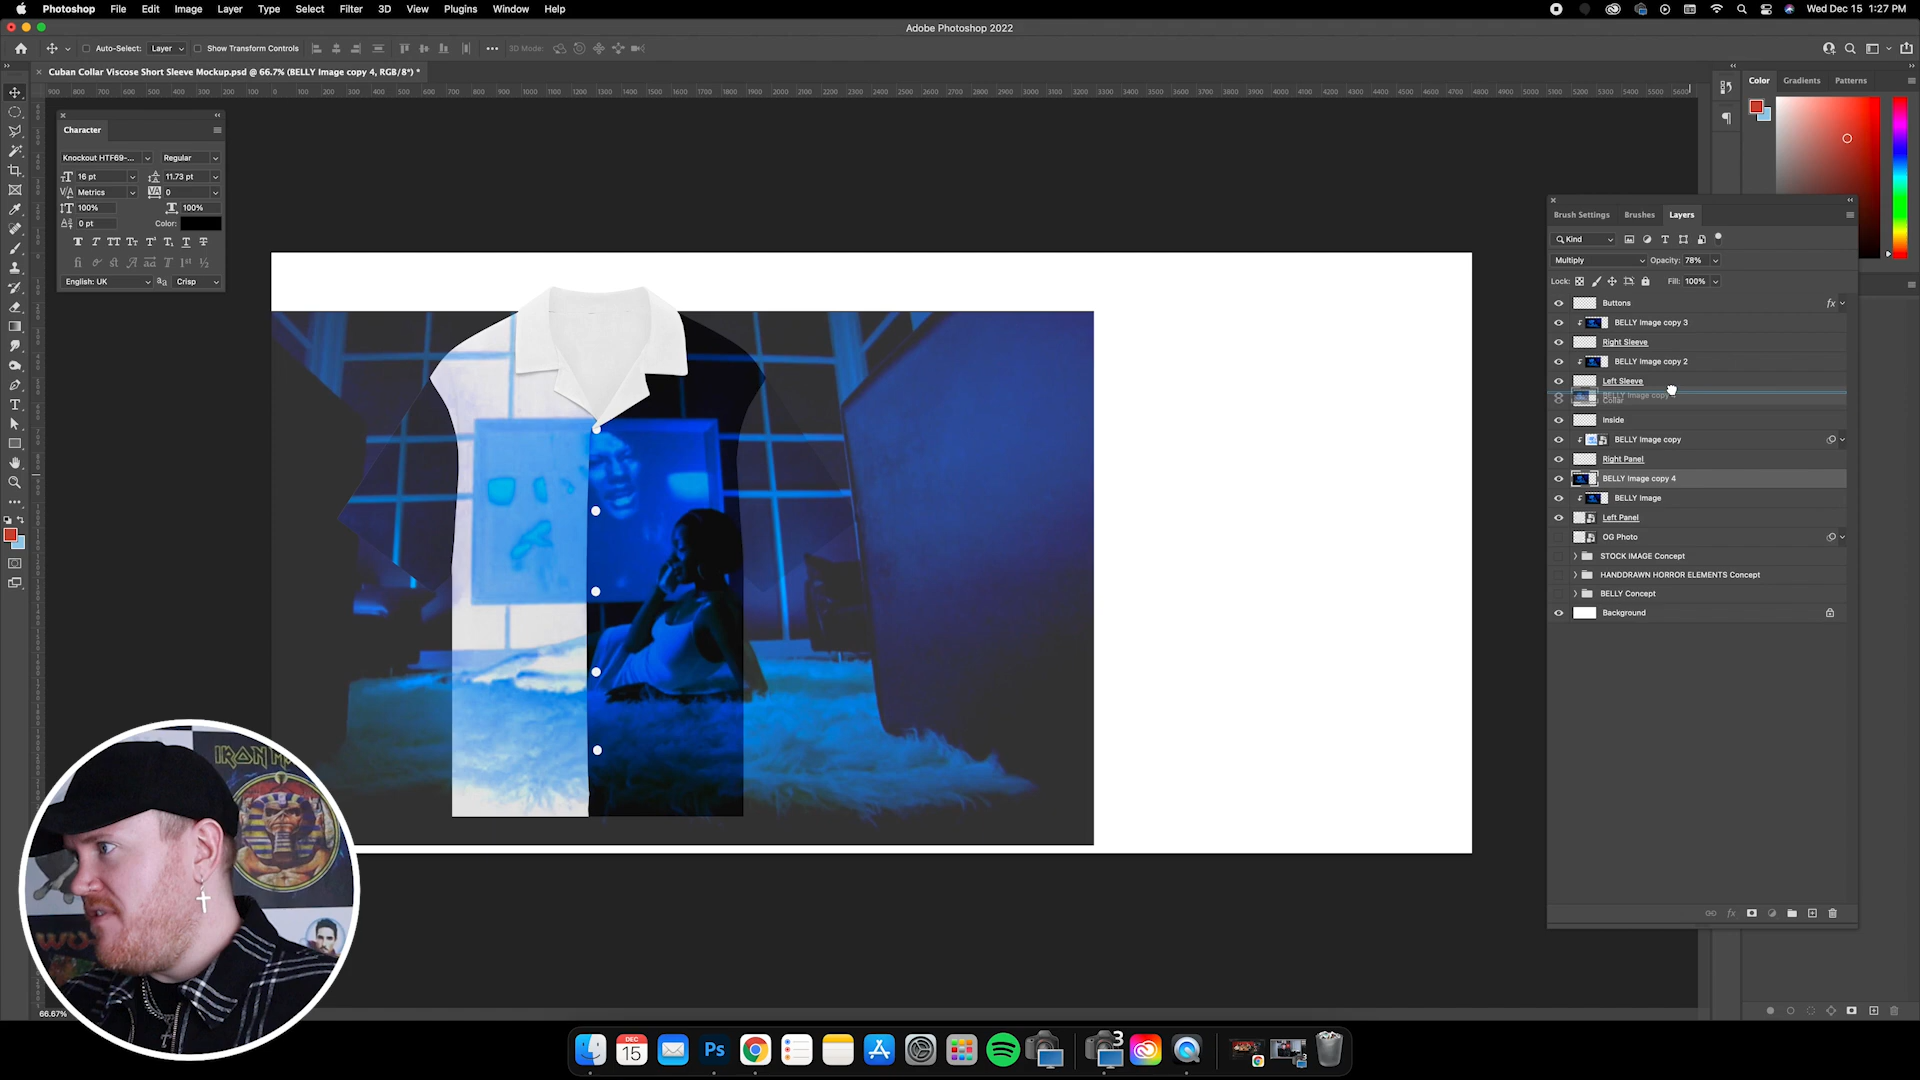 Photoshop File Edit Image Layer Type Select Filter 3D View Plugins Window Help
Wed Dec 15 1:27 PM
Adobe Photoshop 2022
Auto-Select: Layer Show Transform Controls 3D Mode:
Cuban Collar Viscose Short Sleeve Mockup.psd @ 66.7% (BELLY Image copy 4, RGB/8*) *
Color Gradients Patterns
Character
Knockout HTF69-... Regular
16 pt 11.73 pt
Metrics 0
100% 100%
0 pt Color:
English: UK Crisp
Brush Settings Brushes Layers
Kind
Multiply Opacity: 78%
Lock: Fill: 100%
Buttons fx
BELLY Image copy 3
Right Sleeve
BELLY Image copy 2
Left Sleeve
BELLY Image copy
Collar
Inside
BELLY Image copy
Right Panel
BELLY Image copy 4
BELLY Image
Left Panel
OG Photo
STOCK IMAGE Concept
HANDDRAWN HORROR ELEMENTS Concept
BELLY Concept
Background
IRON
66.67%
DEC
15
Ps
3